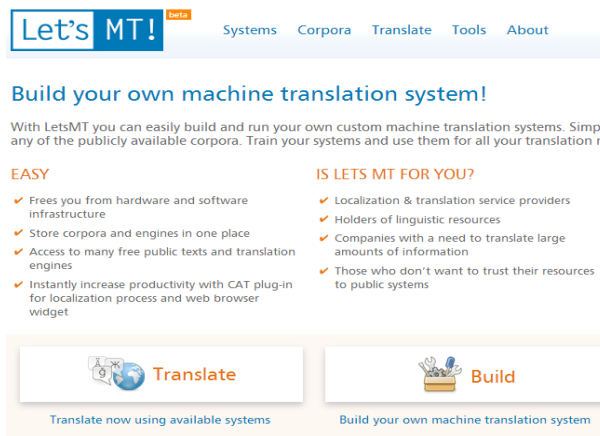 Let's MT! beta
Systems Corpora Translate Tools About
Build your own machine translation system!
With LetsMT you can easily build and run your own custom machine translation systems. Simp
any of the publicly available corpora. Train your systems and use them for all your translation
EASY
✔ Frees you from hardware and software
infrastructure
✔ Store corpora and engines in one place
✔ Access to many free public texts and translation
engines
✔ Instantly increase productivity with CAT plug-in
for localization process and web browser
widget
IS LETS MT FOR YOU?
✔ Localization & translation service providers
✔ Holders of linguistic resources
✔ Companies with a need to translate large
amounts of information
✔ Those who don't want to trust their resources
to public systems
Translate
Translate now using available systems
Build
Build your own machine translation system